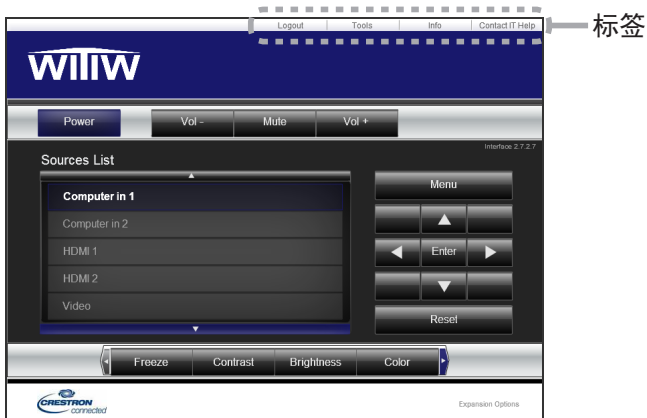 Logout Tools Info Contact IT Help
标签
WITIW
Power Vol - Mute Vol +
Interface 2.7.2.7
Sources List
Computer in 1
Menu
Computer in 2
HDMI 1
Enter
HDMI 2
Video
Reset
Freeze Contrast Brightness Color
CRESTRON
connected
Expansion Options